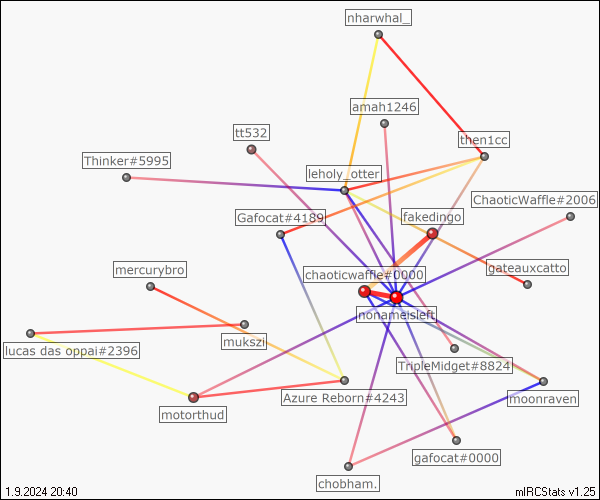 nharwhal_
amah1246
tt532
then1cc
Thinker#5995
leholy_otter
ChaoticWaffle#2006
Gafocat#4189
fakedingo
mercurybro
chaoticwaffle#0000
gateauxcatto
nonameisleft
mukszi
lucas das oppai#2396
TripleMidget#8824
Azure Reborn#4243
moonraven
motorthud
gafocat#0000
chobham.
1.9.2024 20:40
mIRCStats v1.25